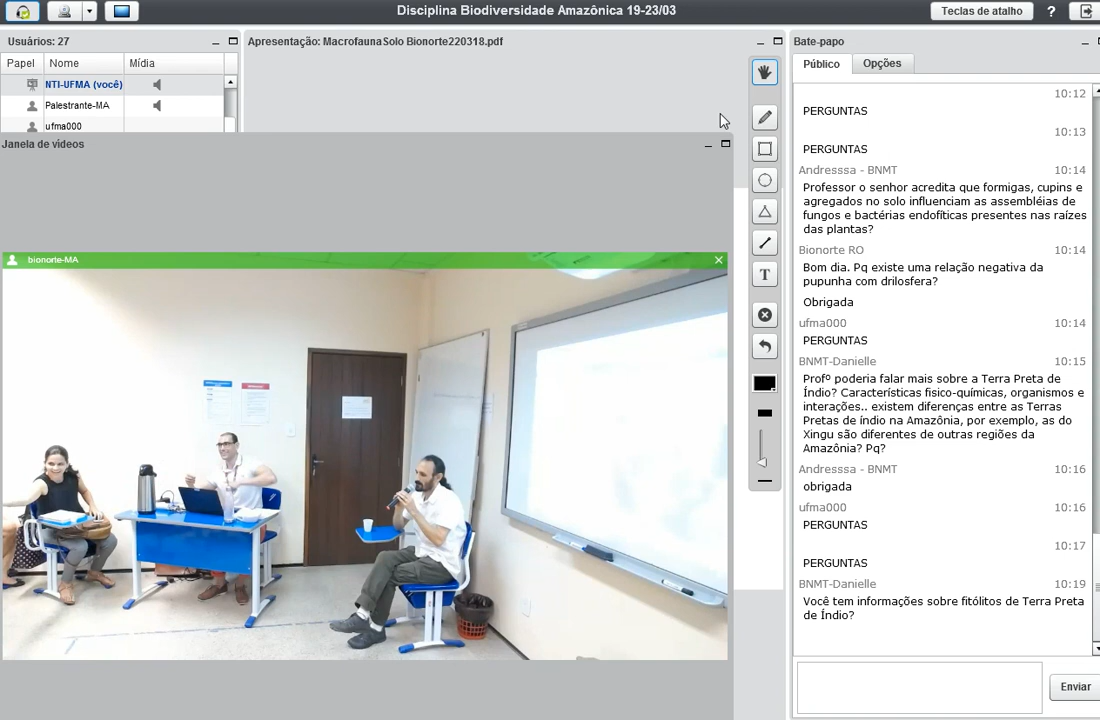 Disciplina Biodiversidade Amazônica 19-23/03
Teclas de atalho
?
Usuários: 27
Papel Nome Mídia
NTI-UFMA (você)
Palestrante-MA
ufma000
Apresentação: MacrofaunaSolo Bionorte220318.pdf
Janela de vídeos
bionorte-MA
T
Bate-papo
Público Opções
10:12
PERGUNTAS
10:13
PERGUNTAS
Andresssa - BNMT 10:14
Professor o senhor acredita que formigas, cupins e
agregados no solo influenciam as assembléias de
fungos e bactérias endofíticas presentes nas raízes
das plantas?
Bionorte RO 10:14
Bom dia. Pq existe uma relação negativa da
pupunha com drilosfera?
Obrigada
ufma000 10:14
PERGUNTAS
BNMT-Danielle 10:15
Profº poderia falar mais sobre a Terra Preta de
Índio? Características fisico-químicas, organismos e
interações.. existem diferenças entre as Terras
Pretas de índio na Amazônia, por exemplo, as do
Xingu são diferentes de outras regiões da
Amazônia? Pq?
Andresssa - BNMT 10:16
obrigada
ufma000 10:16
PERGUNTAS
10:17
PERGUNTAS
BNMT-Danielle 10:19
Você tem informações sobre fitólitos de Terra Preta
de Índio?
Enviar